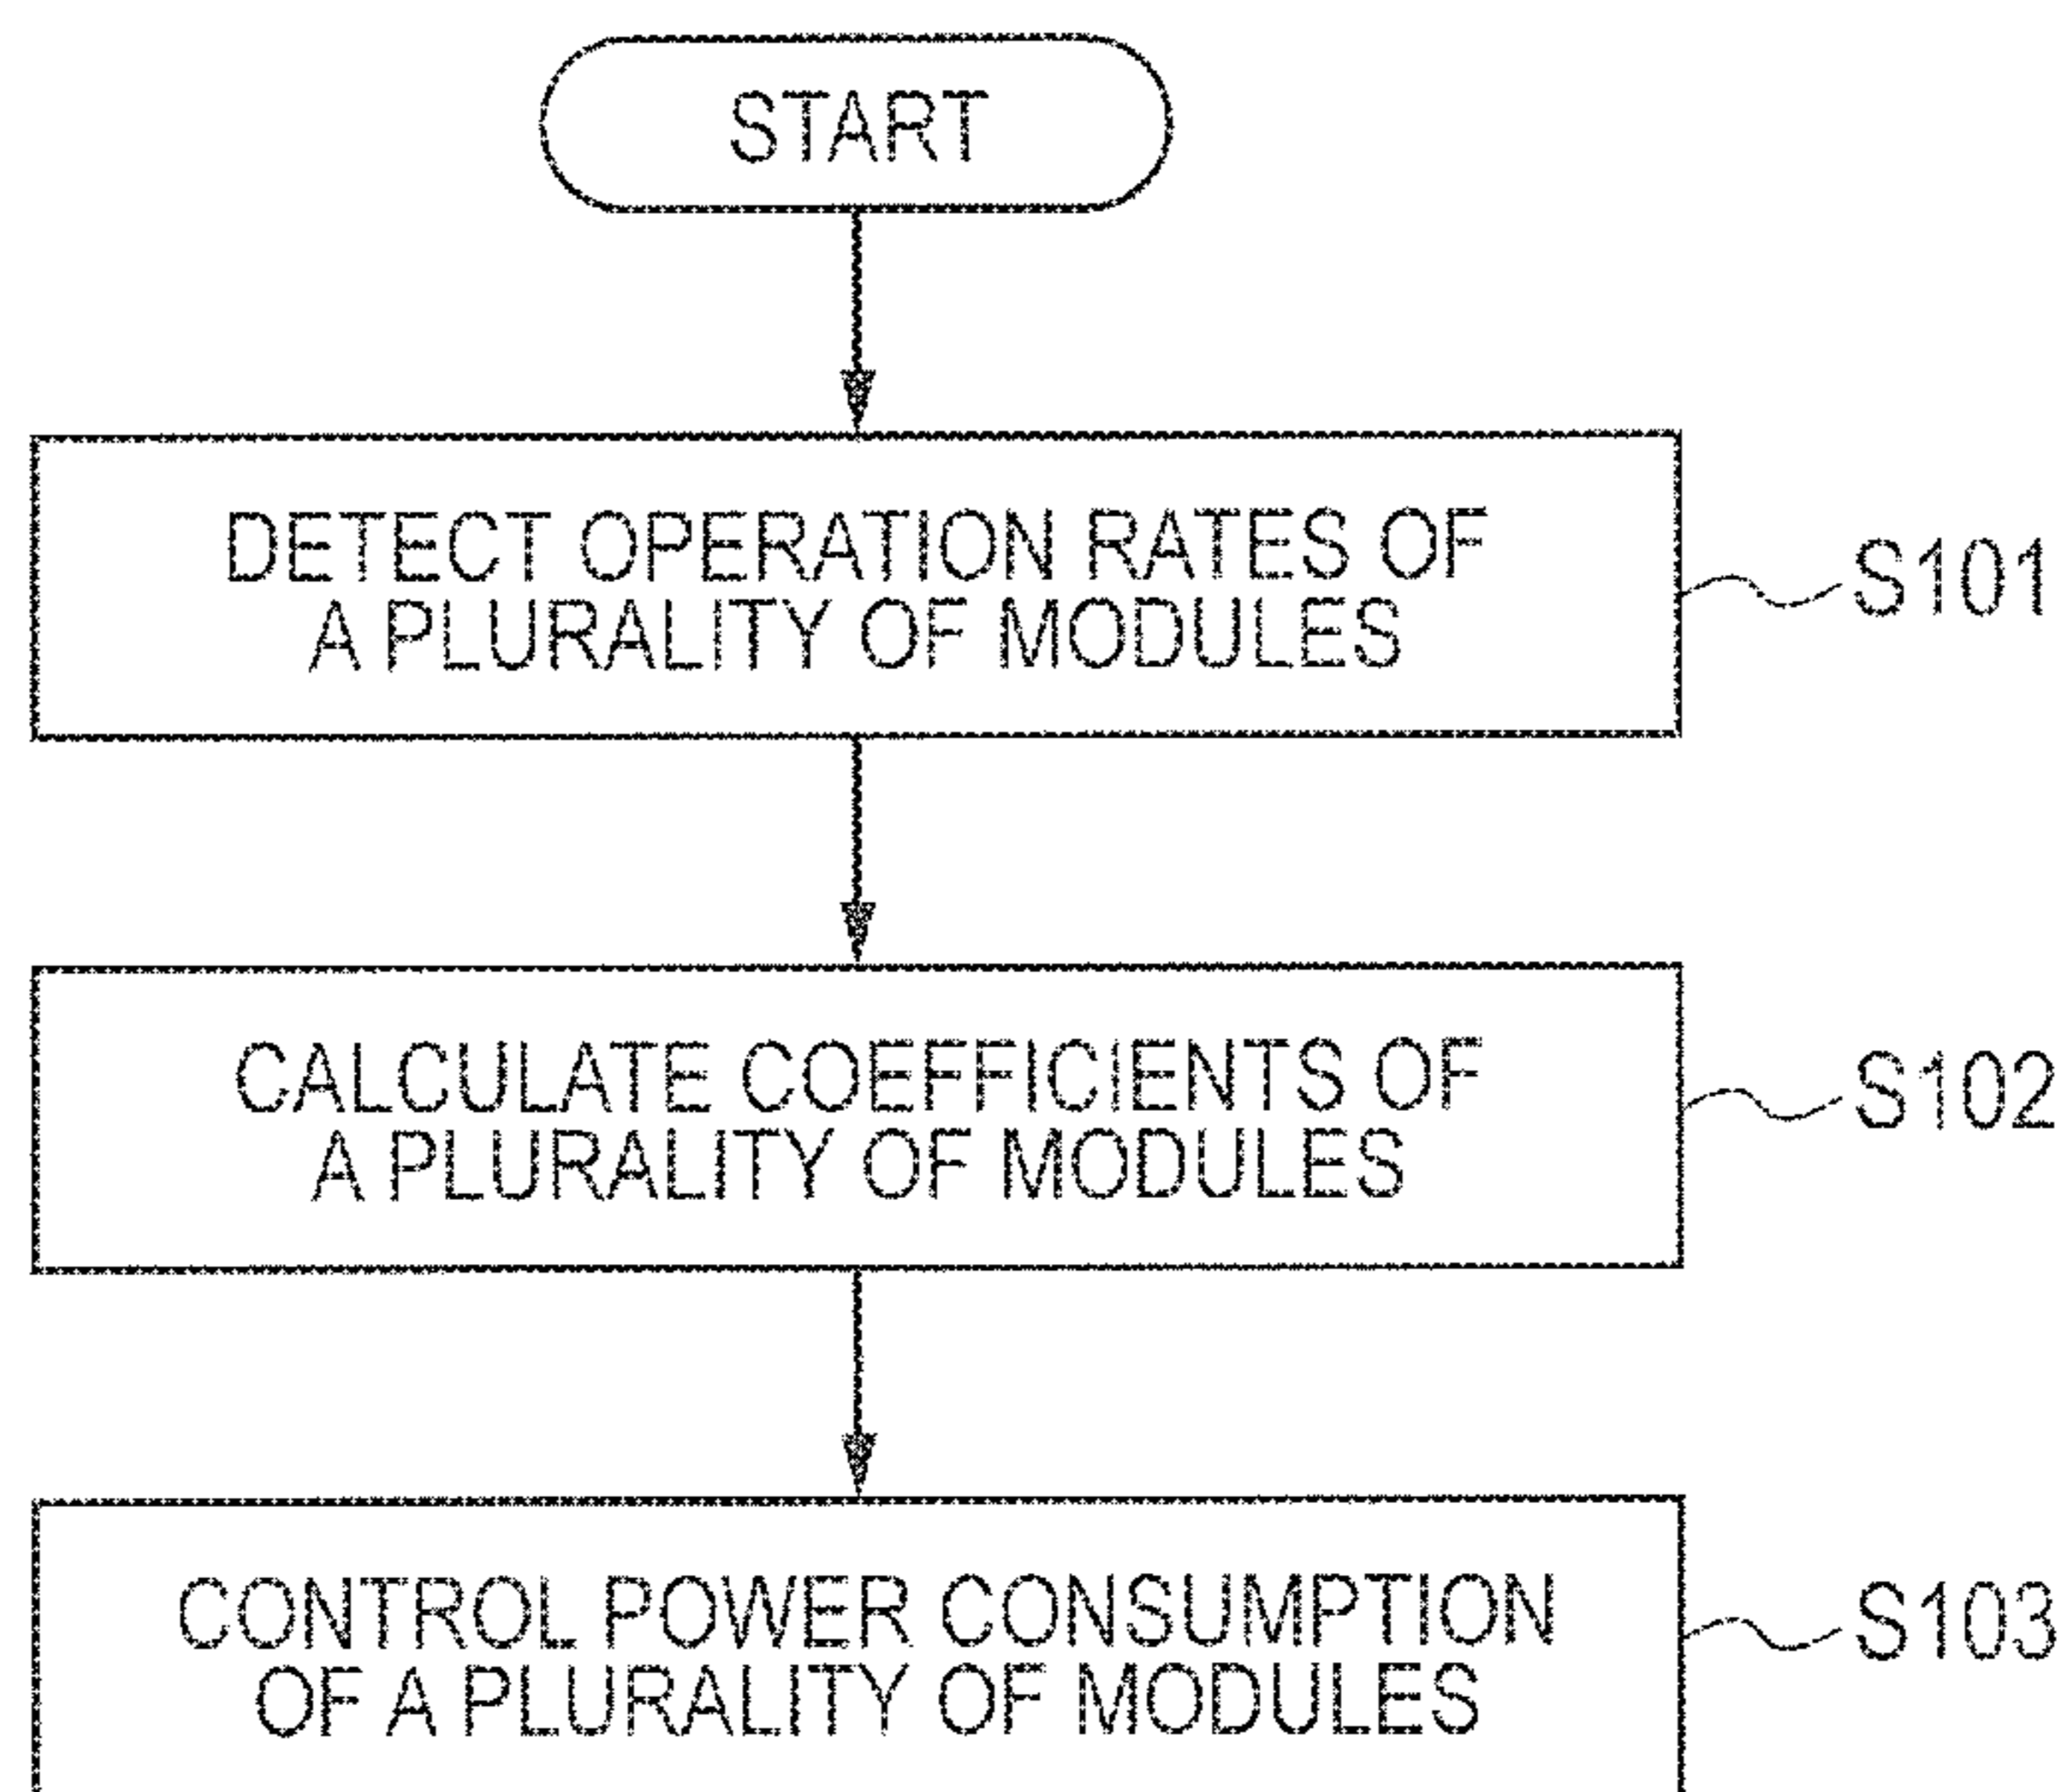 START
DETECT OPERATION RATES OF
A PLURALITY OF MODULES
S101
CALCULATE COEFFICIENTS OF
A PLURALITY OF MODULES
S102
CONTROL POWER CONSUMPTION
OF A PLURALITY OF MODULES
S103